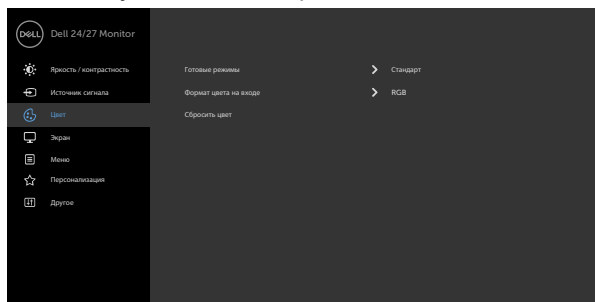 DELL
Dell 24/27 Monitor
Яркость / контрастность
Готовые режимы
Стандарт
Источник сигнала
Формат цвета на входе
RGB
Цвет
Сбросить цвет
Экран
Меню
Персонализация
Другое